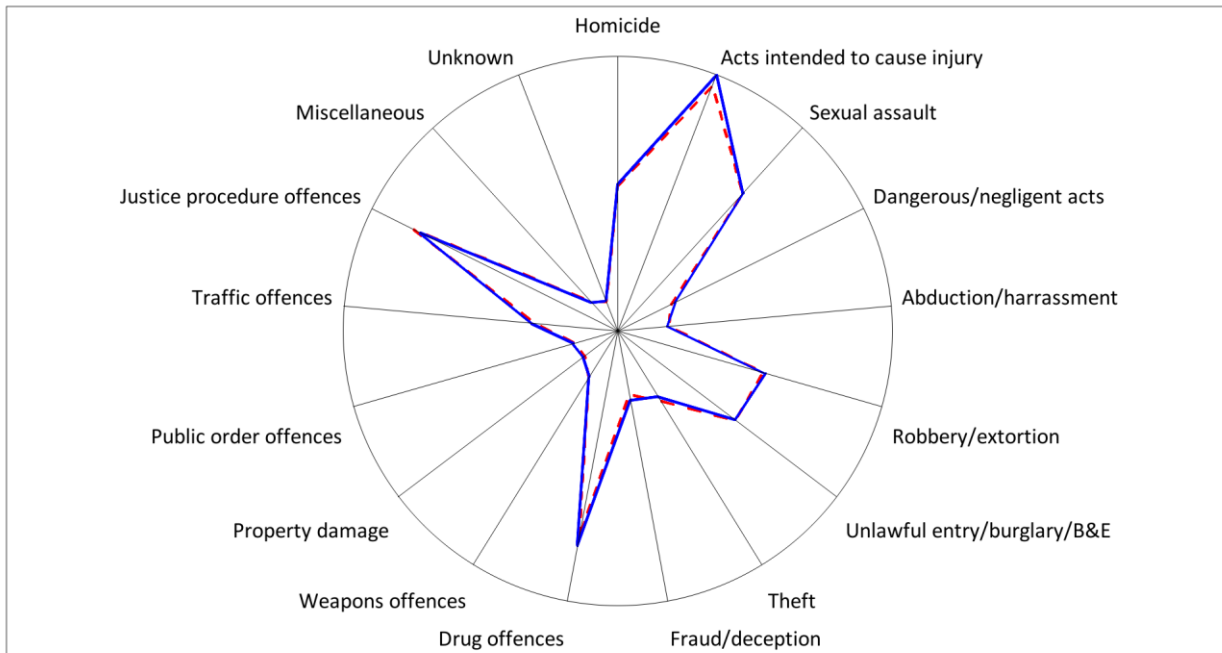 Homicide
Acts intended to cause injury
Sexual assault
Dangerous/negligent acts
Abduction/harrassment
Robbery/extortion
Unlawful entry/burglary/B&E
Theft
Fraud/deception
Drug offences
Weapons offences
Property damage
Public order offences
Traffic offences
Justice procedure offences
Miscellaneous
Unknown